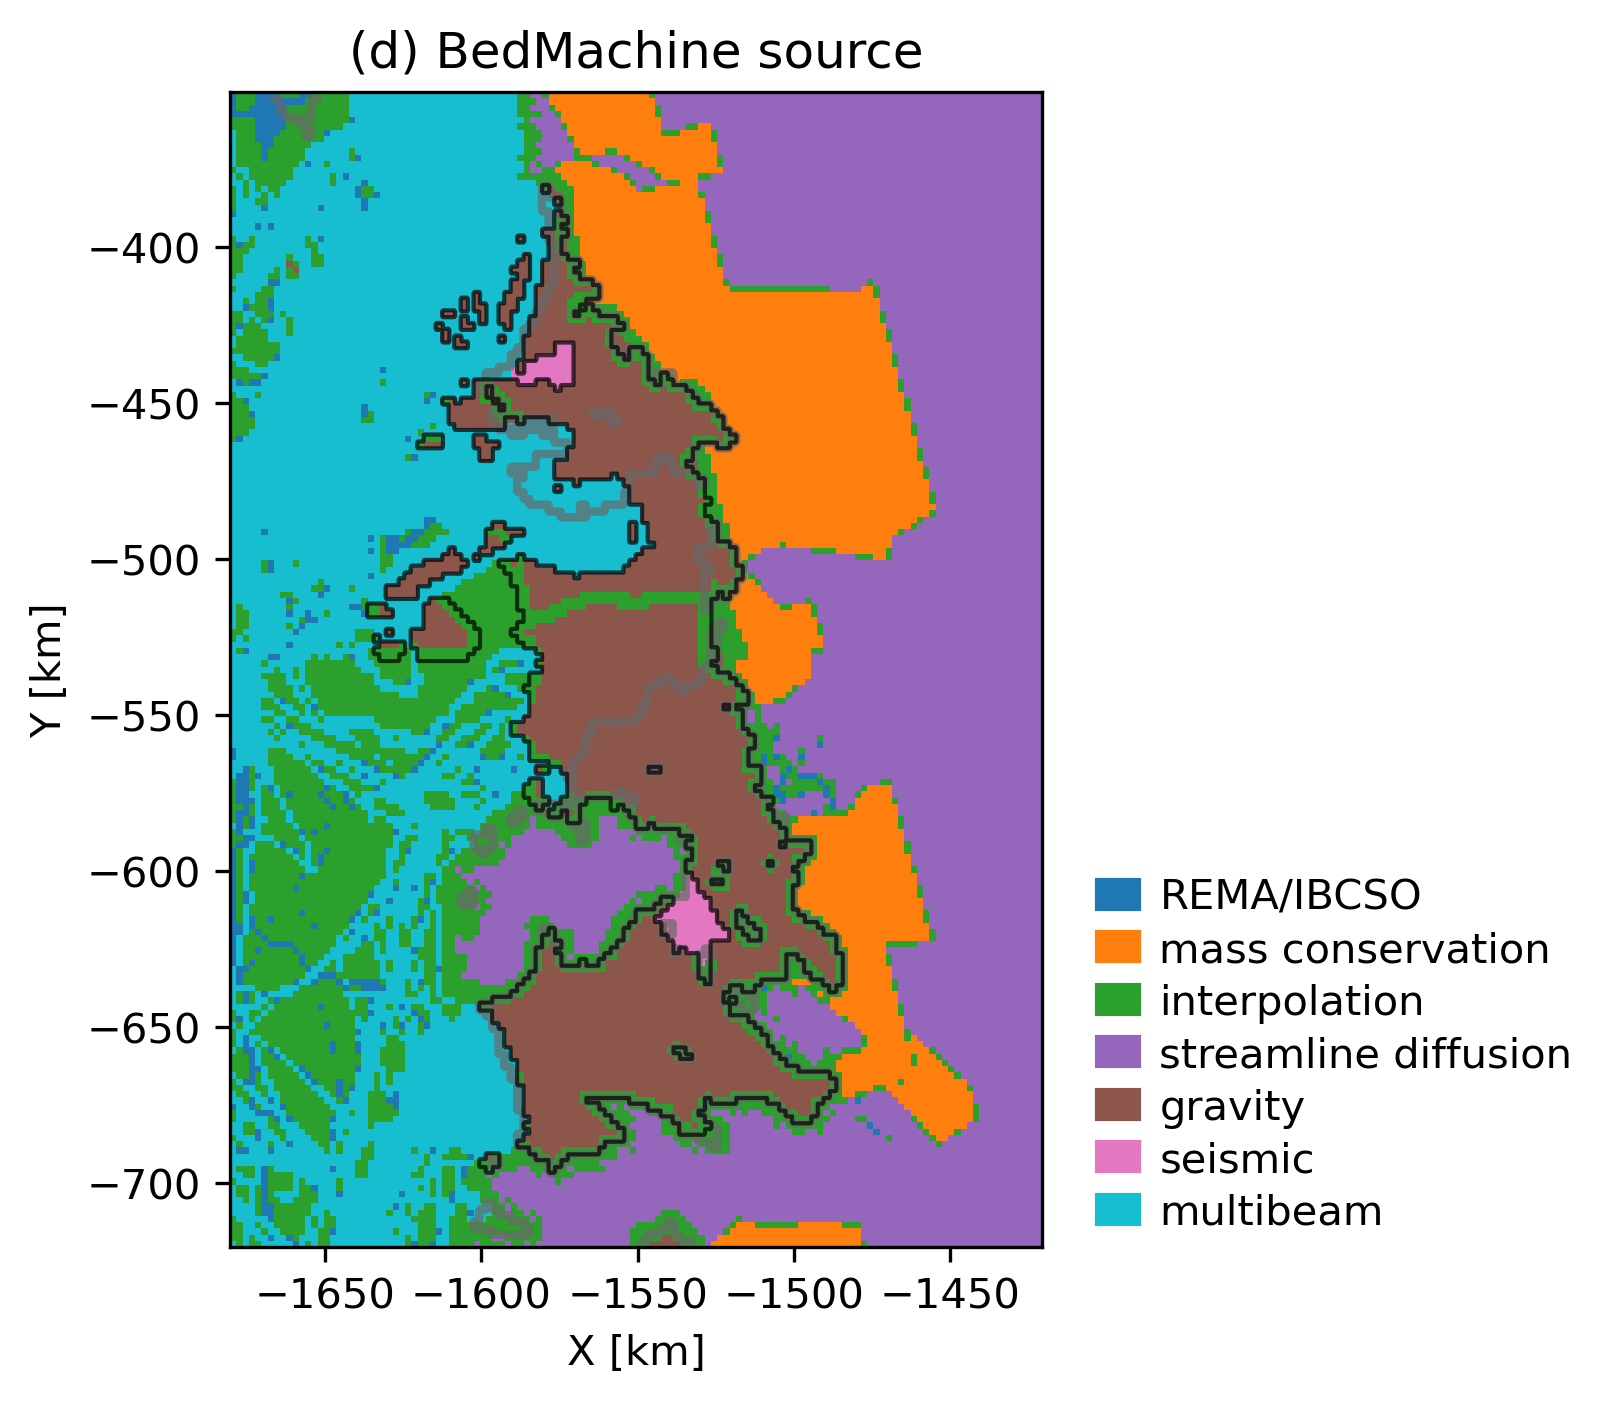 (d) BedMachine source
Y [km]
−400
−450
−500
−550
−600
−650
−700
−1650 −1600 −1550 −1500 −1450
X [km]
REMA/IBCSO
mass conservation
interpolation
streamline diffusion
gravity
seismic
multibeam